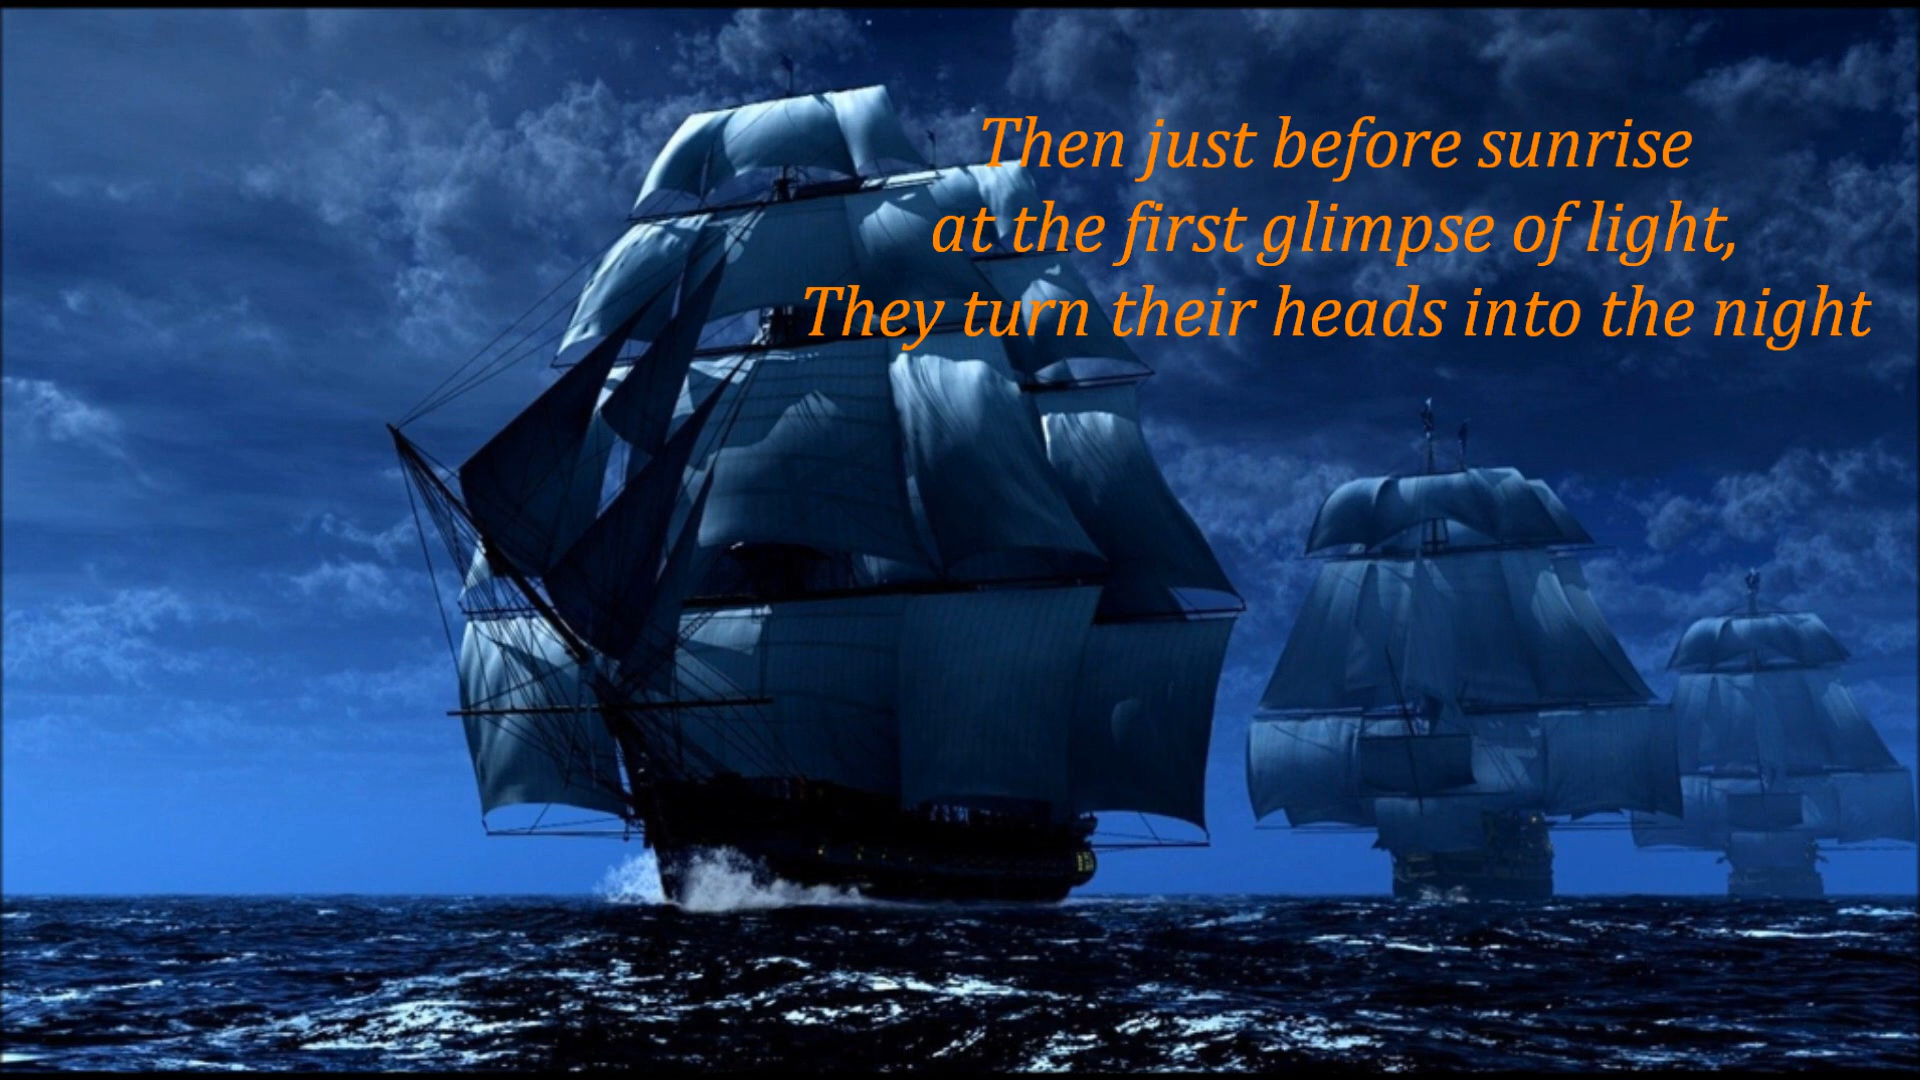 Then just before sunrise
at the first glimpse of light,
They turn their heads into the night